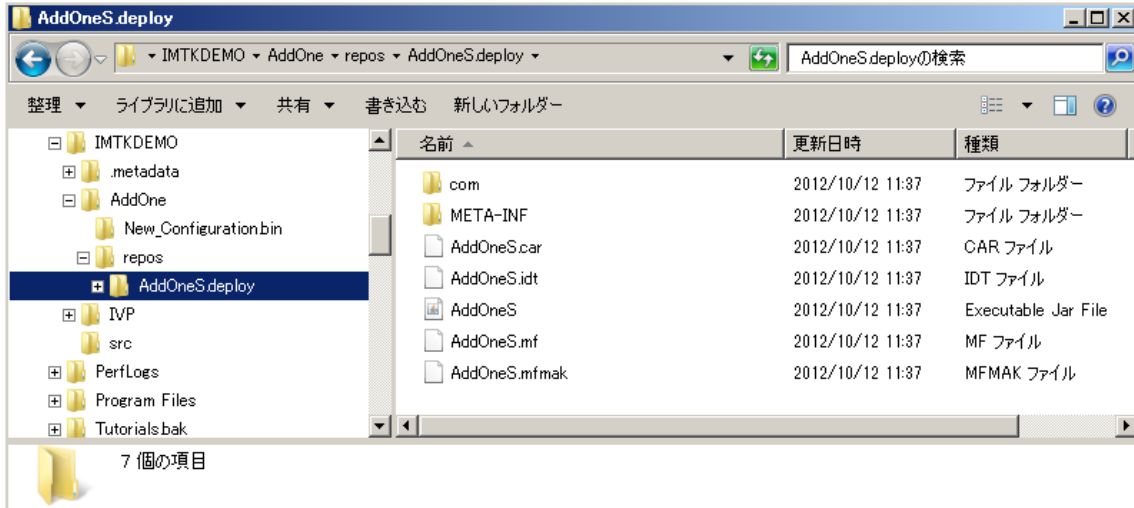 AddOneS.deploy
IMTKDEMO ▾ AddOne ▾ repos ▾ AddOneS.deploy ▾
AddOneS.deployの検索
整理 ▼ ライブラリに追加 ▼ 共有 ▼ 書き込む 新しいフォルダー
名前 更新日時 種類
IMTKDEMO
.metadata
AddOne
New_Configuration.bin
repos
AddOneS.deploy
IVP
src
PerfLogs
Program Files
Tutorials.bak
com 2012/10/12 11:37 ファイル フォルダー
META-INF 2012/10/12 11:37 ファイル フォルダー
AddOneS.car 2012/10/12 11:37 CAR ファイル
AddOneS.idt 2012/10/12 11:37 IDT ファイル
AddOneS 2012/10/12 11:37 Executable Jar File
AddOneS.mf 2012/10/12 11:37 MF ファイル
AddOneS.mfmak 2012/10/12 11:37 MFMAK ファイル
7 個の項目